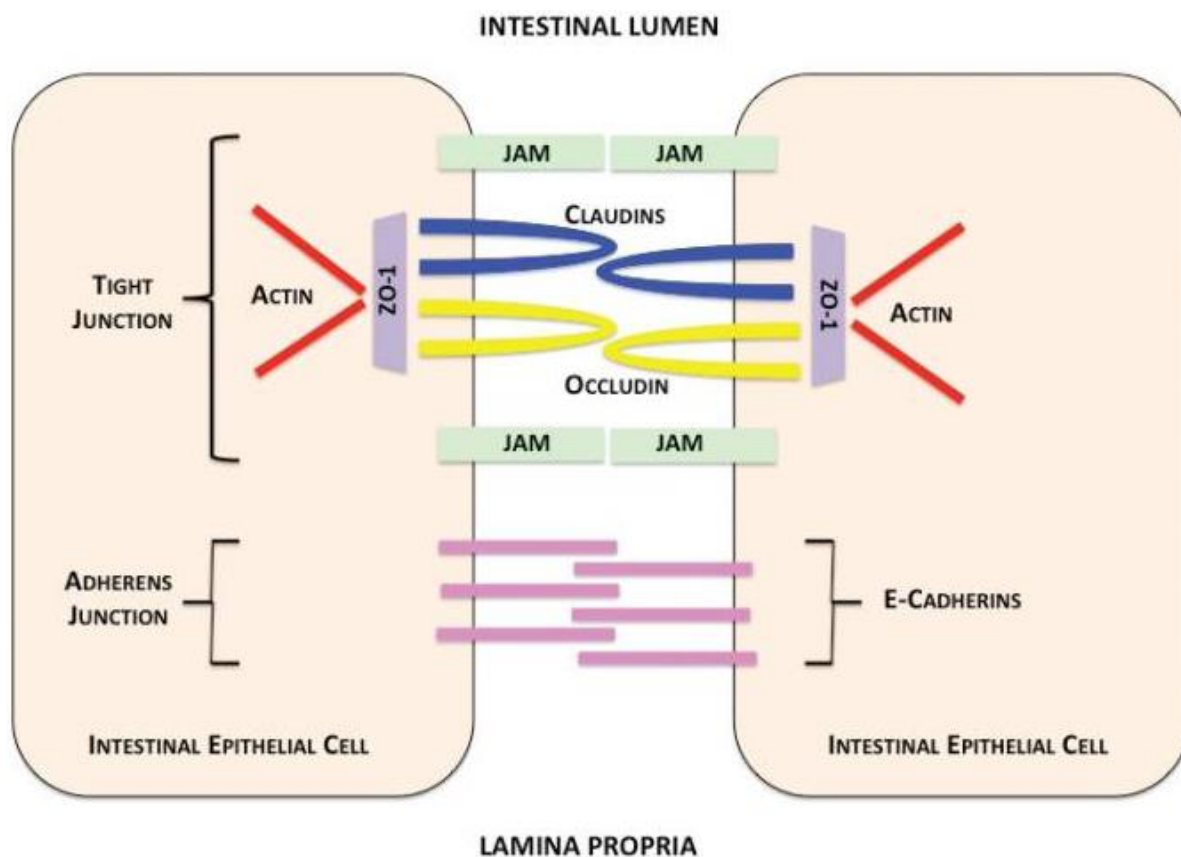 INTESTINAL LUMEN
JAM JAM
CLAUDINS
TIGHT
JUNCTION
ACTIN
ZO-1
ZO-1
ACTIN
OCCLUDIN
JAM JAM
ADHERENS
JUNCTION
E-CADHERINS
INTESTINAL EPITHELIAL CELL
INTESTINAL EPITHELIAL CELL
LAMINA PROPRIA